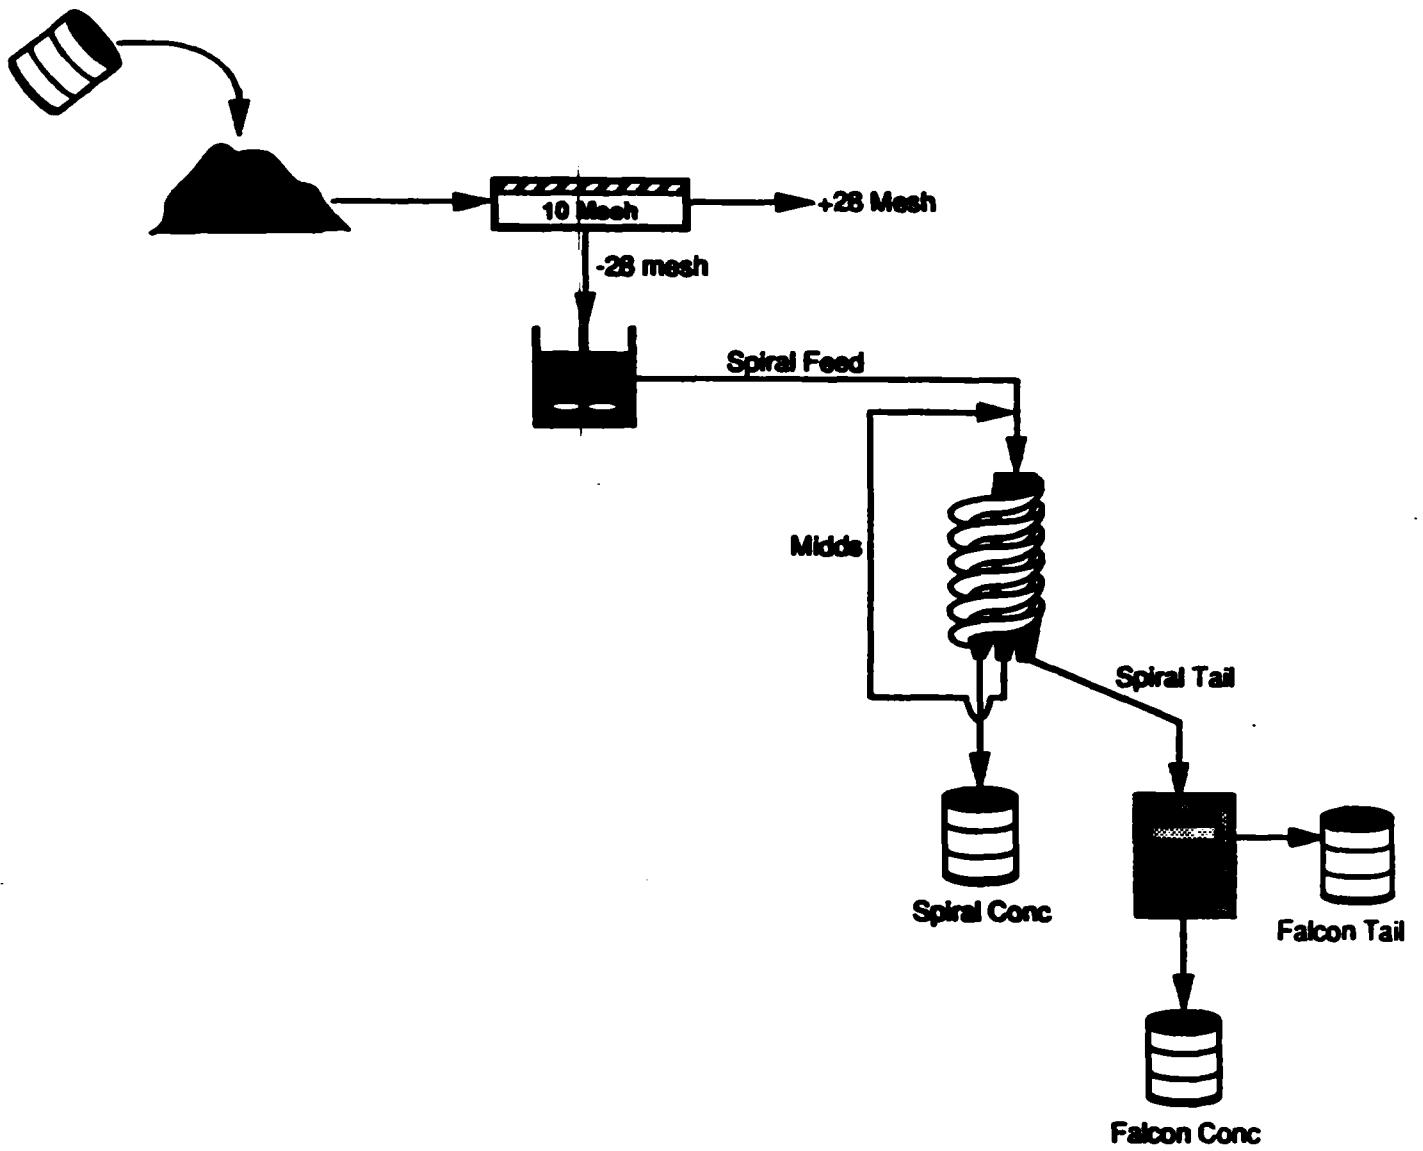 10 Mesh
+28 Mesh
-28 mesh
Spiral Feed
Midds
Spiral Tail
Spiral Conc
Falcon Tail
Falcon Conc